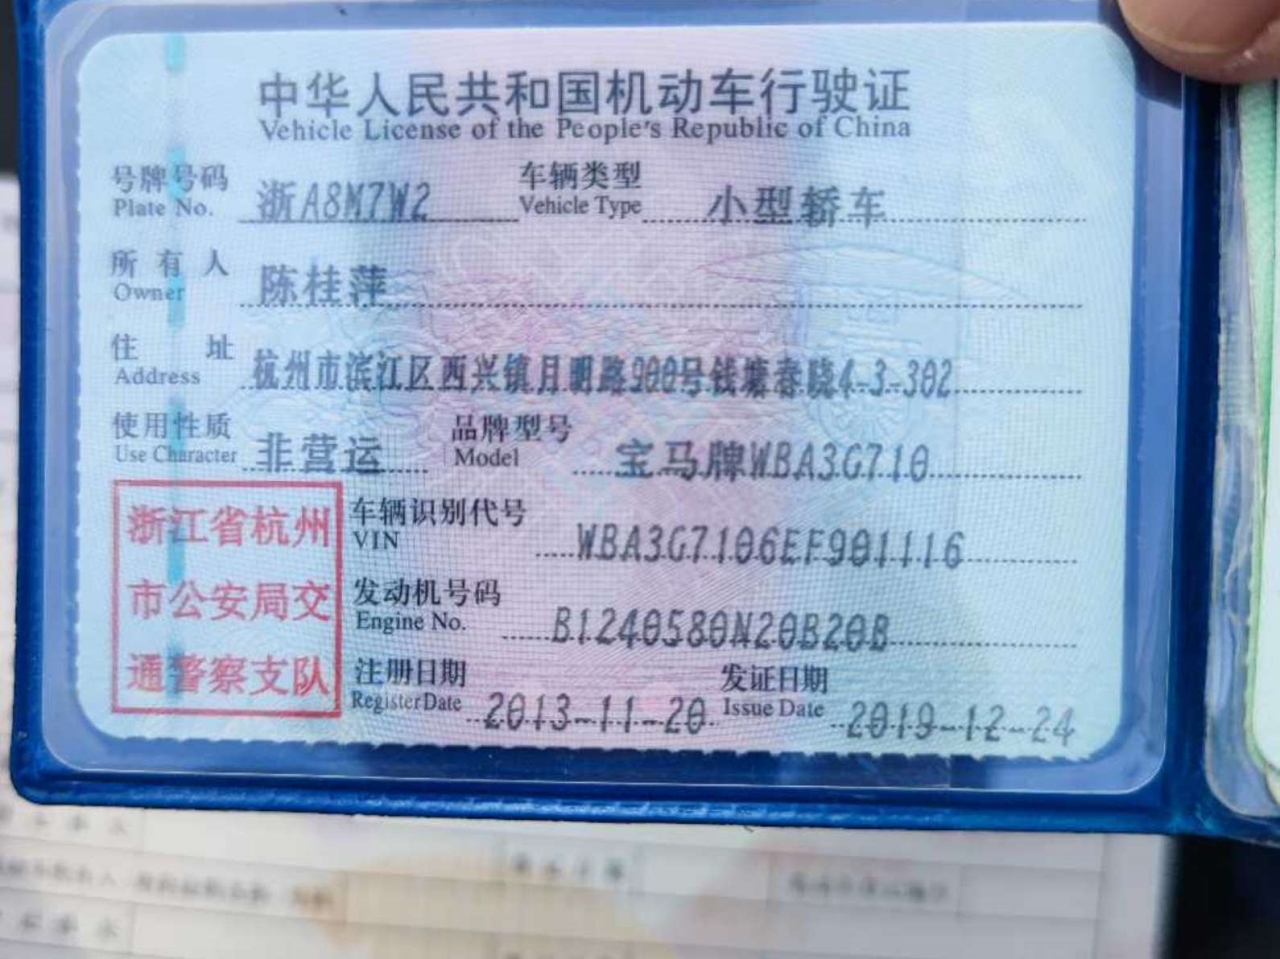 中华人民共和国机动车行驶证
Vehicle License of the People's Republic of China
号牌号码 浙A8M7W2 车辆类型 小型轿车
Plate No. Vehicle Type
所有人 陈桂萍
Owner
住址 杭州市滨江区西兴镇月明路900号钱塘春晓4-3-302
Address
使用性质 非营运 品牌型号 宝马牌WBA3G710
Use Character Model
浙江省杭州 车辆识别代号 WBA3G7106EF901116
VIN
市公安局交 发动机号码 B1240580N20B20B
Engine No.
通警察支队 注册日期 2013-11-20 发证日期 2019-12-24
Register Date Issue Date